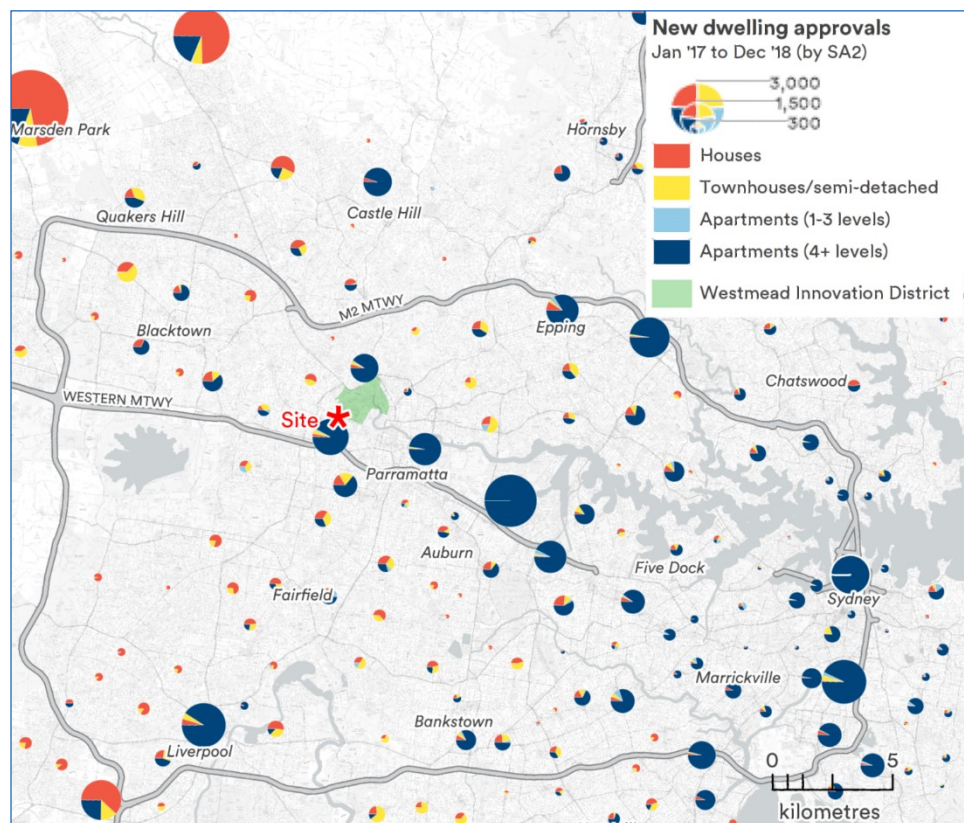 New dwelling approvals
Jan '17 to Dec '18 (by SA2)
3,000
1,500
300
Houses
Townhouses/semi-detached
Apartments (1-3 levels)
Apartments (4+ levels)
Westmead Innovation District
Marsden Park
Hornsby
Quakers Hill
Castle Hill
M2 MTWY
Epping
Blacktown
Chatswood
WESTERN MTWY
Site *
Parramatta
Auburn
Five Dock
Fairfield
Sydney
Marrickville
Bankstown
Liverpool
0 5
kilometres